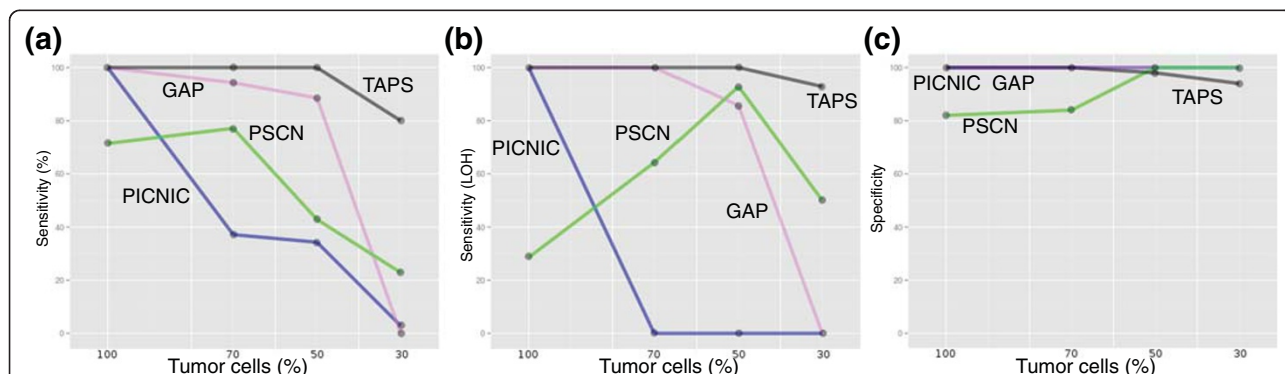 (a)
Sensitivity (%)
100
80
60
40
20
0
GAP
TAPS
PSCN
PICNIC
100 70 50 30
Tumor cells (%)
(b)
Sensitivity (LOH)
100
80
60
40
20
0
PICNIC
PSCN
TAPS
GAP
100 70 50 30
Tumor cells (%)
(c)
Specificity
100
80
60
40
20
0
PICNIC GAP
TAPS
PSCN
100 70 50 30
Tumor cells (%)